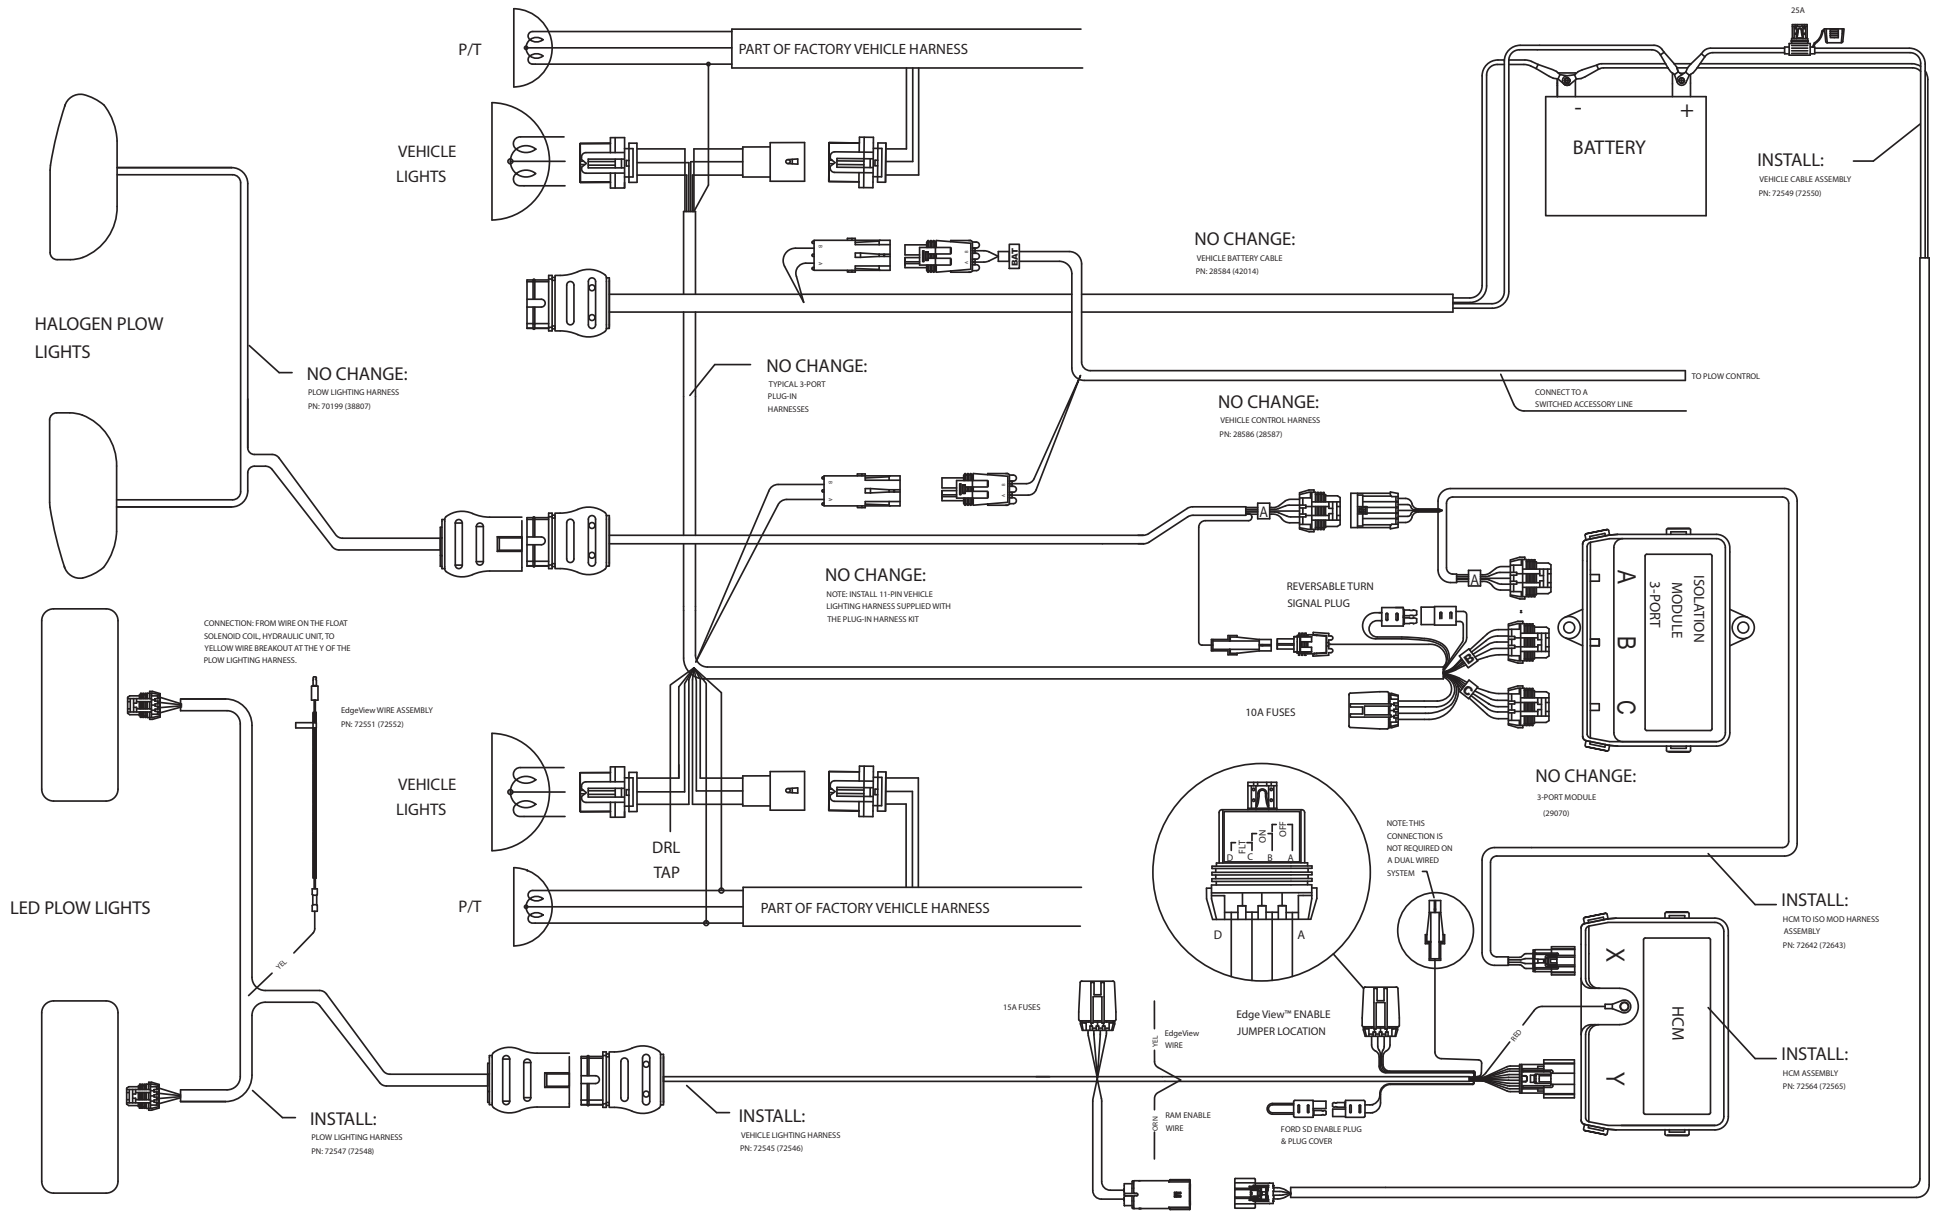 P/T
PART OF FACTORY VEHICLE HARNESS
25A
-
+
BATTERY
VEHICLE
LIGHTS
INSTALL:
VEHICLE CABLE ASSEMBLY
PN: 72549 (72550)
B
A
BAT
NO CHANGE:
VEHICLE BATTERY CABLE
PN: 28584 (42014)
HALOGEN PLOW
LIGHTS
NO CHANGE:
PLOW LIGHTING HARNESS
PN: 70199 (38807)
NO CHANGE:
TYPICAL 3-PORT
PLUG-IN
HARNESSES
TO PLOW CONTROL
CONNECT TO A
SWITCHED ACCESSORY LINE
NO CHANGE:
VEHICLE CONTROL HARNESS
PN: 28586 (28587)
B
A
A
A
NO CHANGE:
NOTE: INSTALL 11-PIN VEHICLE
LIGHTING HARNESS SUPPLIED WITH
THE PLUG-IN HARNESS KIT
REVERSABLE TURN
SIGNAL PLUG
B
C
10A FUSES
A
B
C
ISOLATION
MODULE
3-PORT
NO CHANGE:
3-PORT MODULE
(29070)
CONNECTION: FROM WIRE ON THE FLOAT
SOLENOID COIL, HYDRAULIC UNIT, TO
YELLOW WIRE BREAKOUT AT THE Y OF THE
PLOW LIGHTING HARNESS.
EdgeView WIRE ASSEMBLY
PN: 72551 (72552)
VEHICLE
LIGHTS
DRL
TAP
P/T
PART OF FACTORY VEHICLE HARNESS
LED PLOW LIGHTS
YEL
FLT
ON
OFF
D
C
B
A
D
A
NOTE: THIS
CONNECTION IS
NOT REQUIRED ON
A DUAL WIRED
SYSTEM
INSTALL:
HCM TO ISO MOD HARNESS
ASSEMBLY
PN: 72642 (72643)
X
Y
HCM
RED
INSTALL:
HCM ASSEMBLY
PN: 72564 (72565)
15A FUSES
YEL
EdgeView
WIRE
Edge View™ ENABLE
JUMPER LOCATION
ORN
RAM ENABLE
WIRE
FORD SD ENABLE PLUG
& PLUG COVER
INSTALL:
PLOW LIGHTING HARNESS
PN: 72547 (72548)
INSTALL:
VEHICLE LIGHTING HARNESS
PN: 72545 (72546)